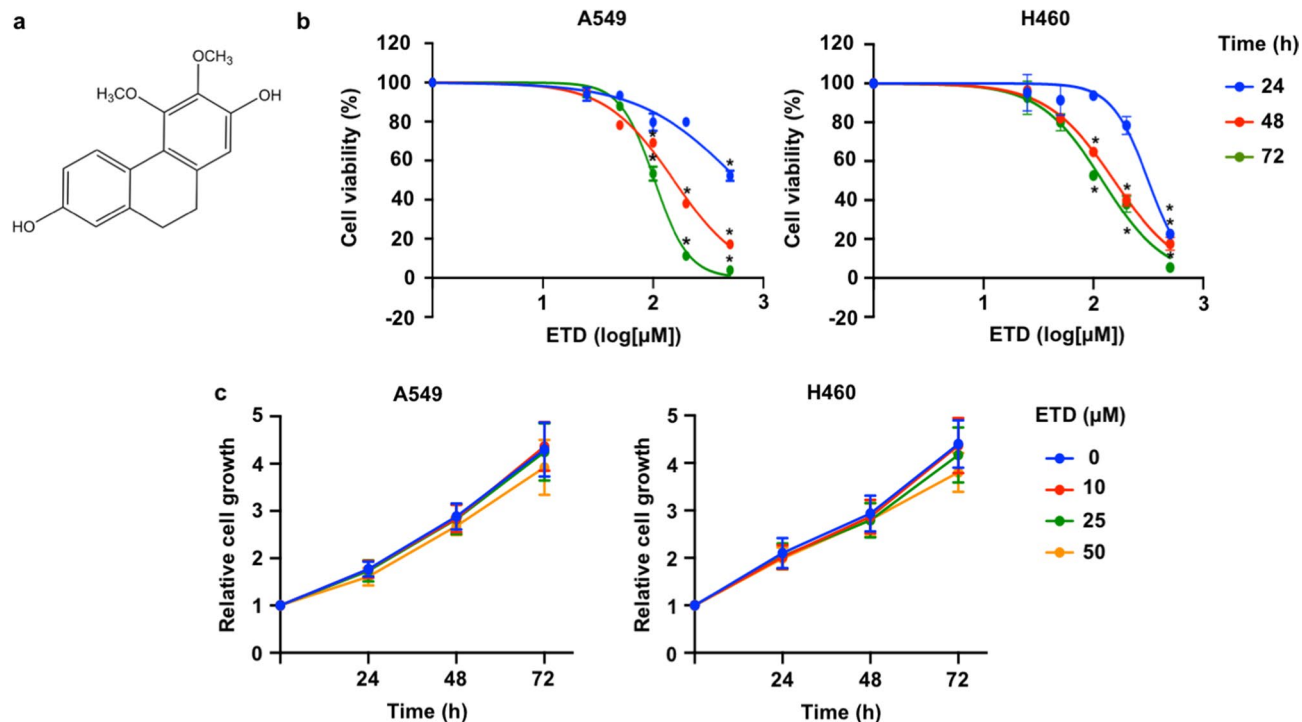 a
OCH3
H3CO
OH
HO
b
A549
120
100
80
60
40
20
0
-20
Cell viability (%)
1
2
3
*
*
*
*
*
*
*
ETD (log[µM])
H460
120
100
80
60
40
20
0
-20
Cell viability (%)
1
2
3
*
*
*
*
*
*
*
ETD (log[µM])
Time (h)
24
48
72
c
A549
5
4
3
2
1
0
Relative cell growth
24
48
72
Time (h)
H460
5
4
3
2
1
0
Relative cell growth
24
48
72
Time (h)
ETD (µM)
0
10
25
50